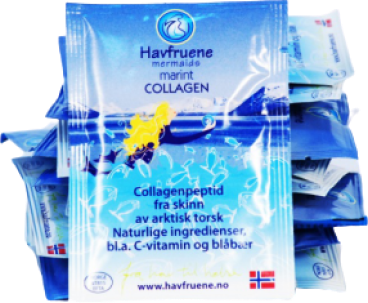 Havfruene
mermaids
marint
COLLAGEN
Collagenpeptid
fra skinn
av arktisk torsk
Naturlige ingredienser,
bl.a. C-vitamin og blåbær
www.havfruene.no